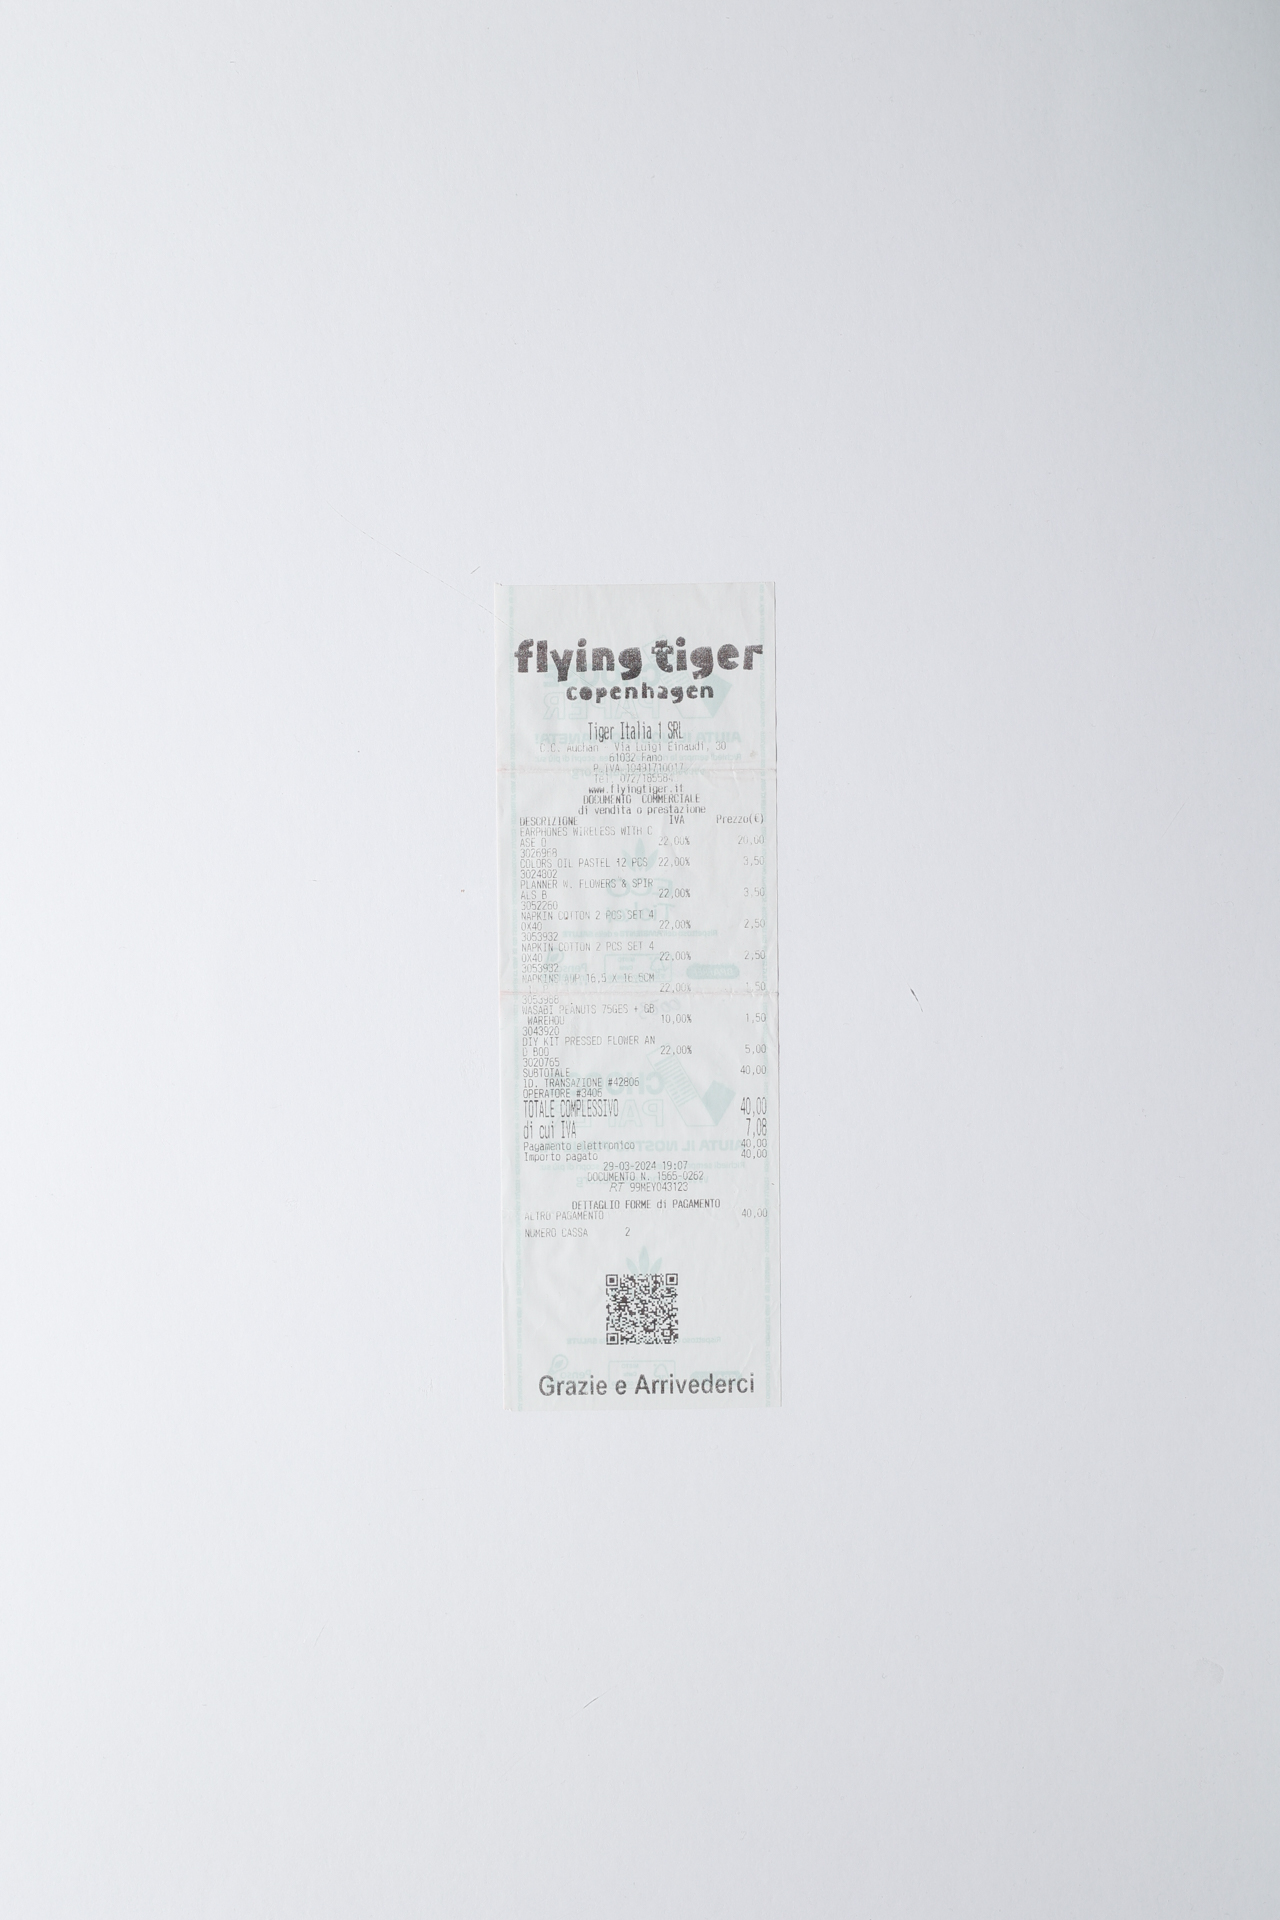 flying tiger
copenhagen
Tiger Italia 1 SRL
C.C. Auchan - Via Luigi Einaudi, 30
61032 Fano
P.IVA 10491710017
Tel. 0727185584
www.flyingtiger.it
DOCUMENTO COMMERCIALE
di vendita o prestazione
DESCRIZIONE IVA Prezzo(€)
EARPHONES WIRELESS WITH C
ASE D 22,00% 20,00
3026968
COLORS OIL PASTEL 12 PCS 22,00% 3,50
3024802
PLANNER W. FLOWERS & SPIR
ALS B 22,00% 3,50
3052260
NAPKIN COTTON 2 PCS SET 4
0X40 22,00% 2,50
3053932
NAPKIN COTTON 2 PCS SET 4
0X40 22,00% 2,50
3053932
NAPKINS 16,5 X 16,5CM
22,00% 1,50
3053988
WASABI PEANUTS 75GES + GB
WAREHOU 10,00% 1,50
3043920
DIY KIT PRESSED FLOWER AN
D BOO 22,00% 5,00
3020765
SUBTOTALE 40,00
ID. TRANSAZIONE #42806
OPERATORE #3406
TOTALE COMPLESSIVO 40,00
di cui IVA 7,08
Pagamento elettronico 40,00
Importo pagato 40,00
29-03-2024 19:07
DOCUMENTO N. 1565-0262
RT 99MEY043123
DETTAGLIO FORME di PAGAMENTO
ALTRO PAGAMENTO 40,00
NUMERO CASSA 2
Grazie e Arrivederci